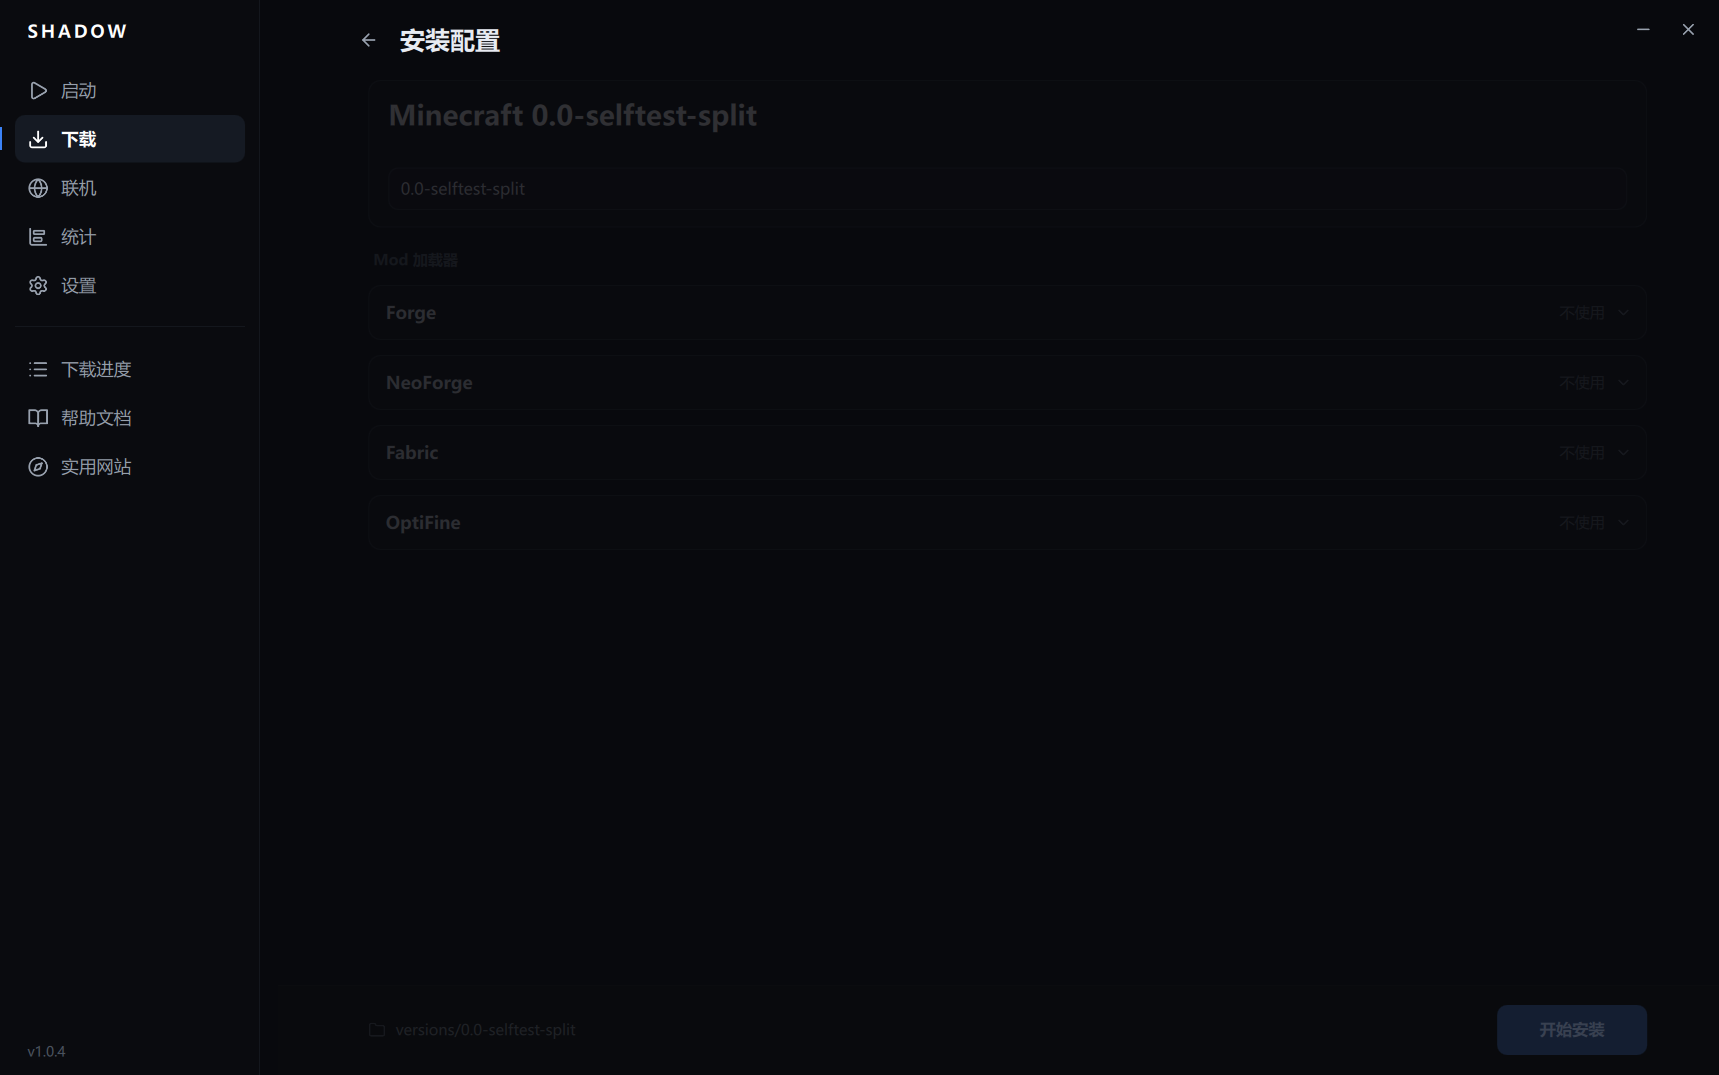 SHADOW
启动
下载
联机
统计
设置
下载进度
帮助文档
实用网站
v1.0.4
安装配置
Minecraft 0.0-selftest-split
0.0-selftest-split
Mod 加载器
Forge 不使用
NeoForge 不使用
Fabric 不使用
OptiFine 不使用
versions/0.0-selftest-split
开始安装